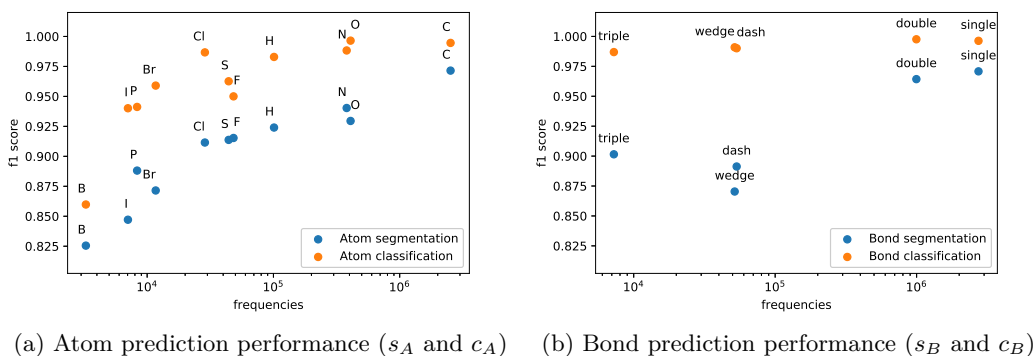 1.000
0.975
0.950
0.925
0.900
0.875
0.850
0.825
f1 score
B
I
P
Br
Cl
S
F
H
N
O
C
B
I
P
Br
Cl
S
F
H
N
O
C
Atom segmentation
Atom classification
10^4
10^5
10^6
frequencies
(a) Atom prediction performance (s_A and c_A)
1.000
0.975
0.950
0.925
0.900
0.875
0.850
0.825
f1 score
triple
wedge
dash
double
single
triple
dash
wedge
double
single
Bond segmentation
Bond classification
10^4
10^5
10^6
frequencies
(b) Bond prediction performance (s_B and c_B)